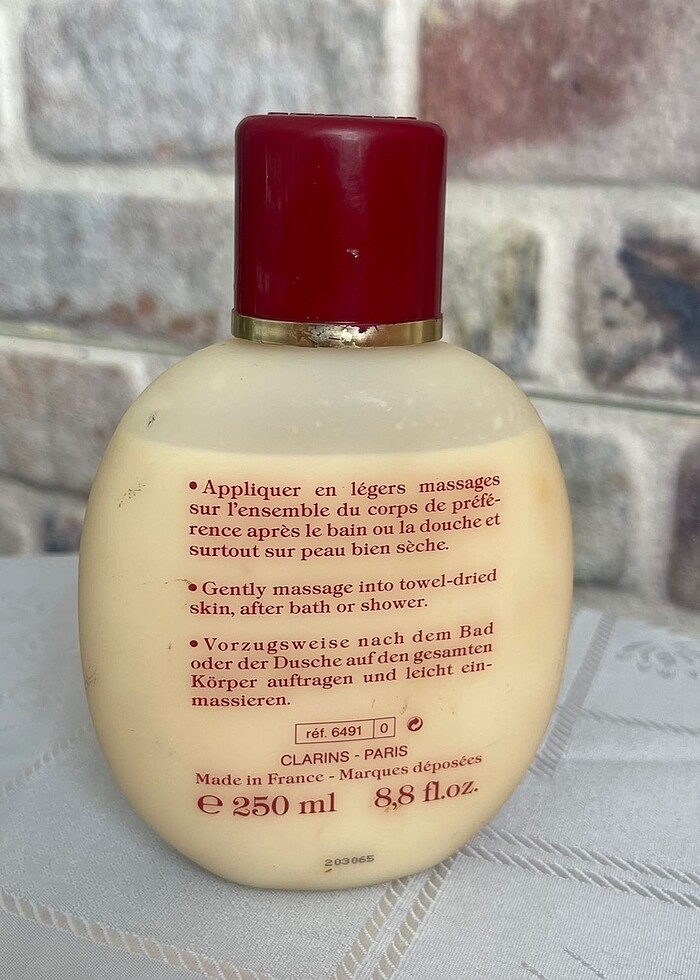 •Appliquer en légers massages
sur l'ensemble du corps de préfé-
rence après le bain ou la douche et
surtout sur peau bien sèche.
•Gently massage into towel-dried
skin, after bath or shower.
•Vorzugsweise nach dem Bad
oder der Dusche auf den gesamten
Körper auftragen und leicht ein-
massieren.
réf. 6491 0
CLARINS - PARIS
Made in France - Marques déposées
℮ 250 ml 8,8 fl.oz.
203065